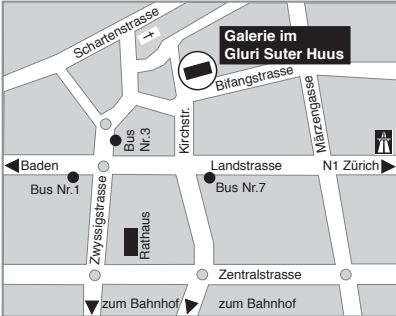 Schartenstrasse
Galerie im
Gluri Suter Huus
Bifangstrasse
Kirchstr.
Märzengasse
Bus
Nr.3
Baden
Landstrasse
N1 Zürich
Bus Nr.1
Bus Nr.7
Zwyssigstrasse
Rathaus
Zentralstrasse
zum Bahnhof
zum Bahnhof